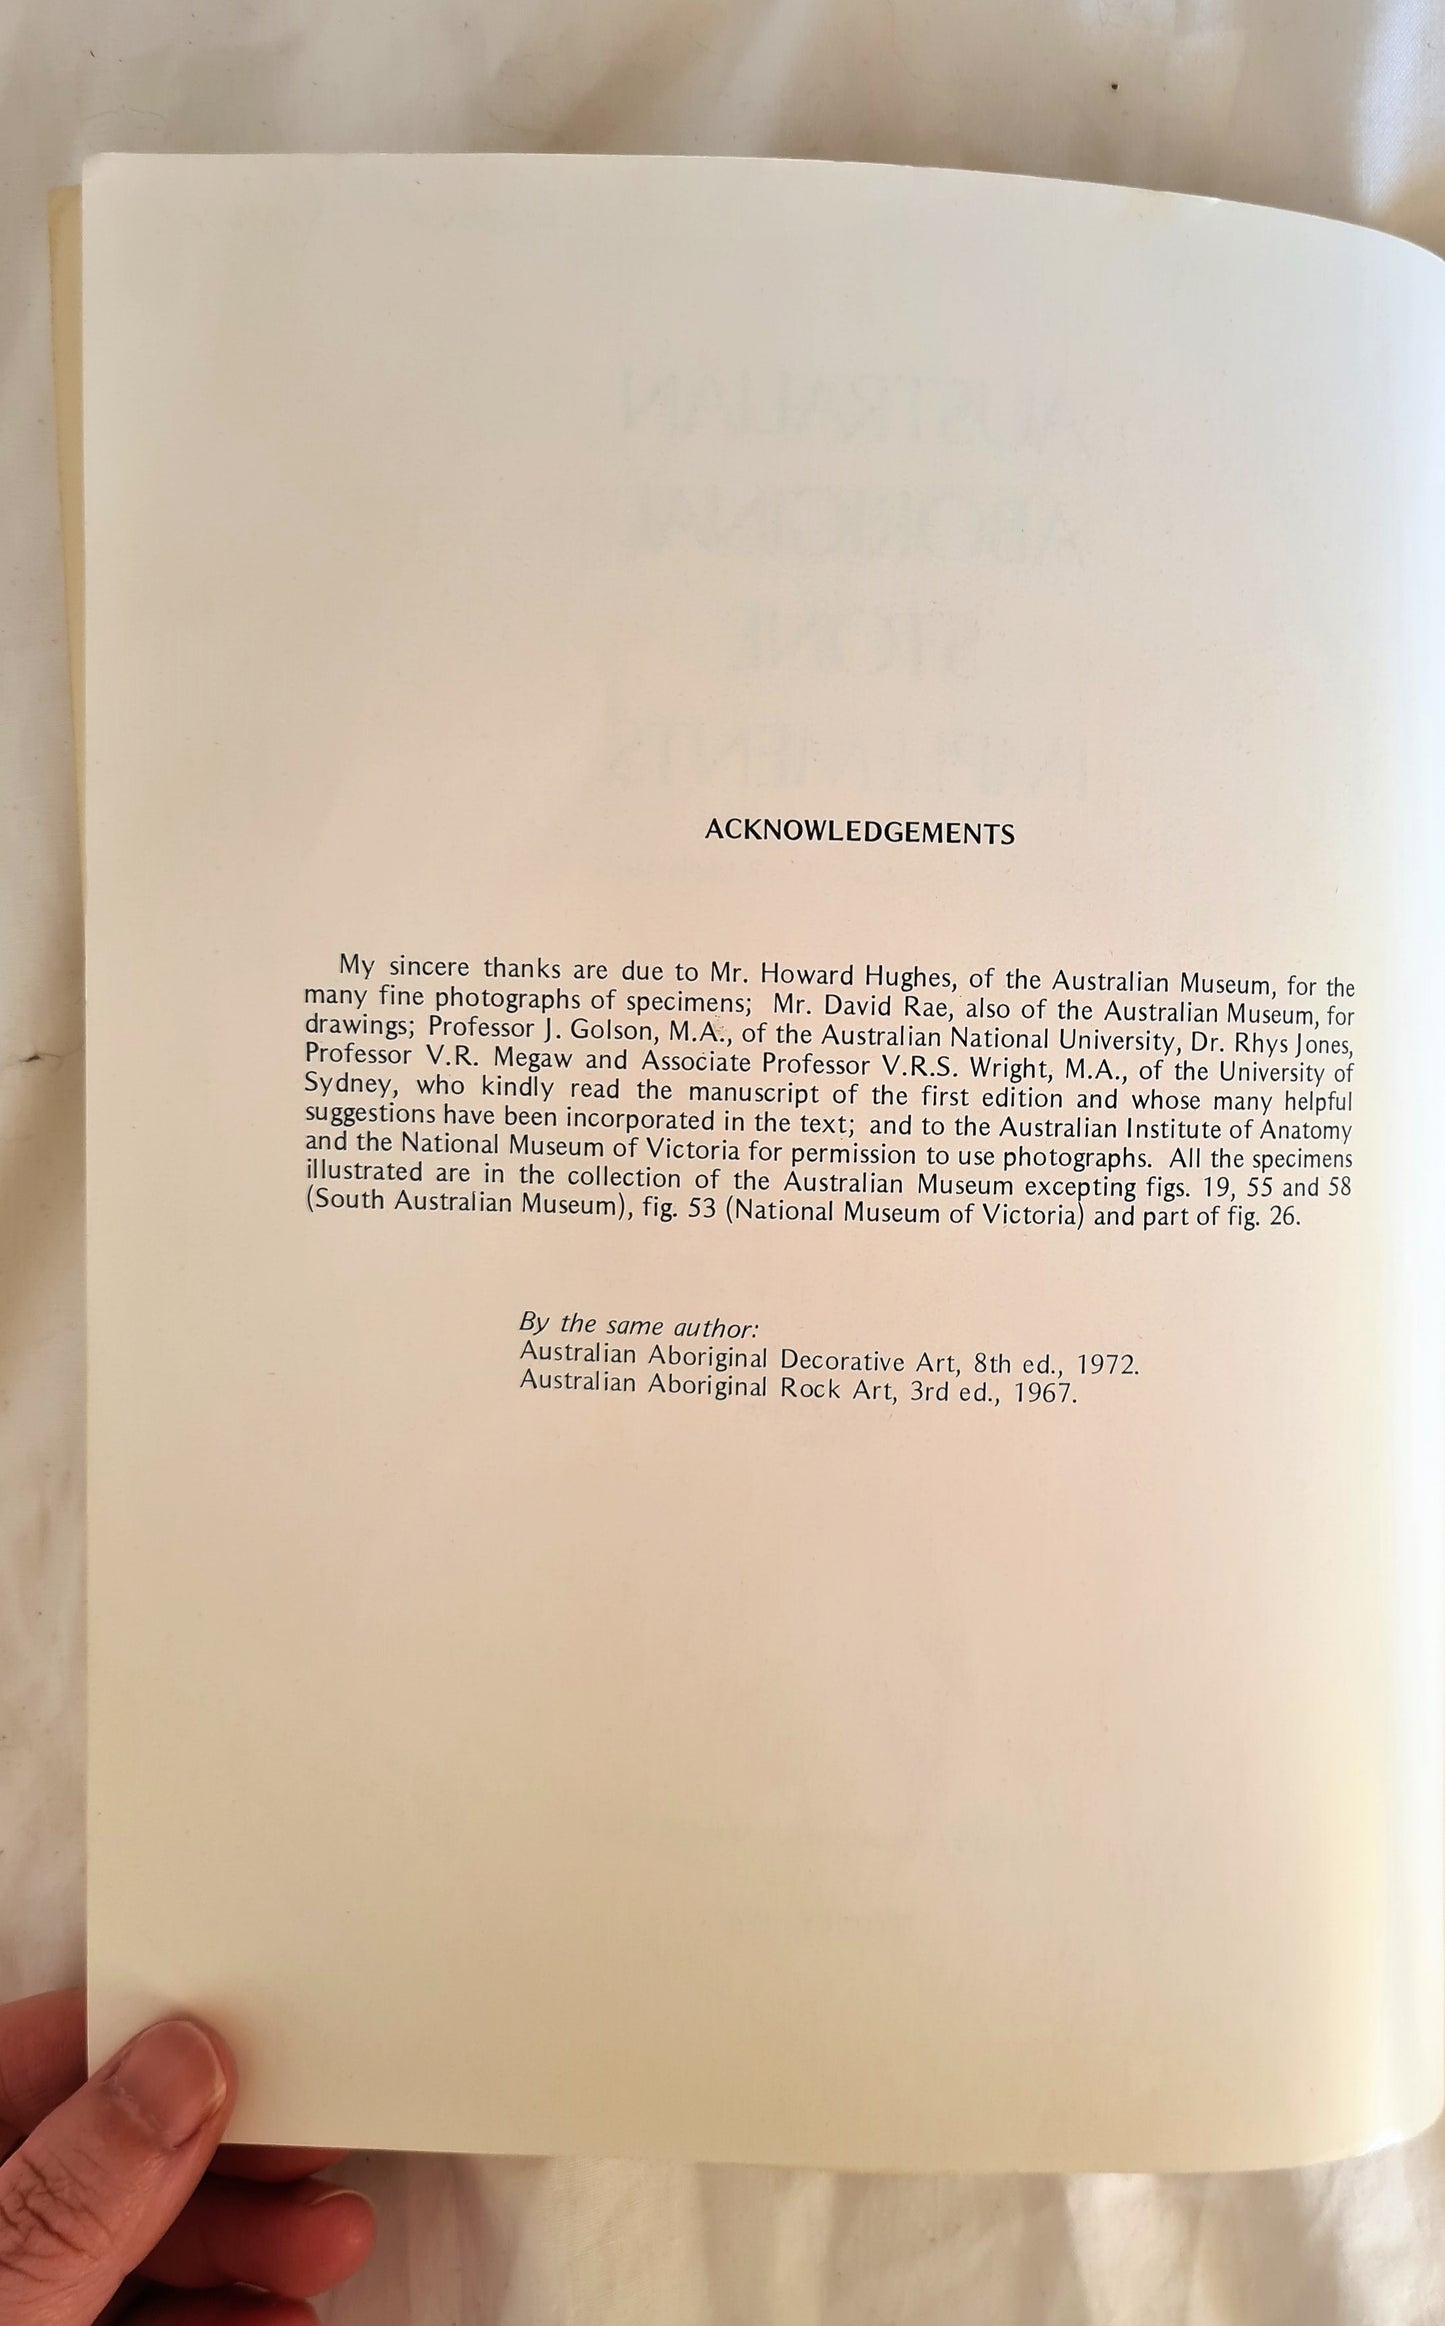 ACKNOWLEDGEMENTS
My sincere thanks are due to Mr. Howard Hughes, of the Australian Museum, for the
many fine photographs of specimens; Mr. David Rae, also of the Australian Museum, for
drawings; Professor J. Golson, M.A., of the Australian National University, Dr. Rhys Jones,
Professor V.R. Megaw and Associate Professor V.R.S. Wright, M.A., of the University of
Sydney, who kindly read the manuscript of the first edition and whose many helpful
suggestions have been incorporated in the text; and to the Australian Institute of Anatomy
and the National Museum of Victoria for permission to use photographs. All the specimens
illustrated are in the collection of the Australian Museum excepting figs. 19, 55 and 58
(South Australian Museum), fig. 53 (National Museum of Victoria) and part of fig. 26.
By the same author:
Australian Aboriginal Decorative Art, 8th ed., 1972.
Australian Aboriginal Rock Art, 3rd ed., 1967.